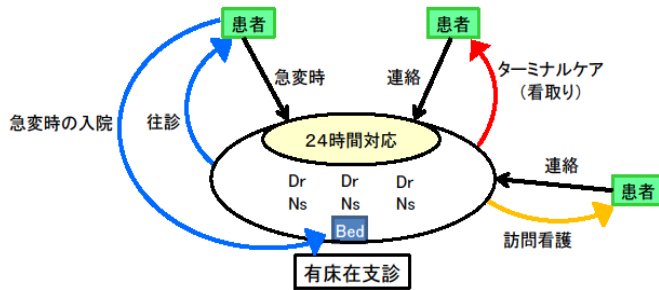 患者
患者
急変時
連絡
ターミナルケア
(看取り)
急変時の入院
往診
24時間対応
連絡
Dr Dr Dr
Ns Ns Ns
患者
Bed
訪問看護
有床在支診